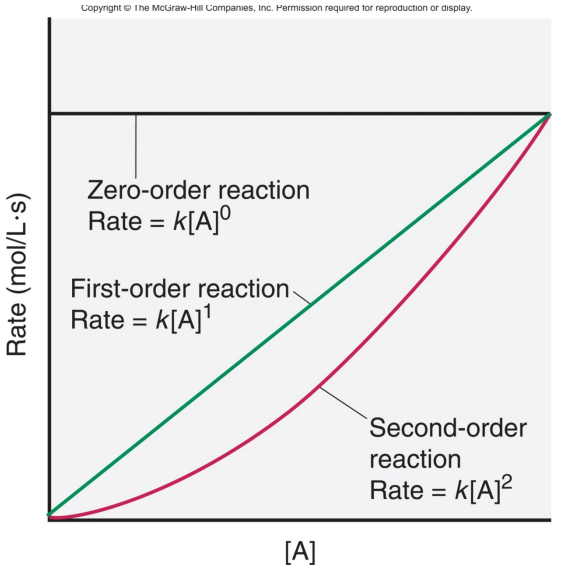 Copyright © The McGraw-Hill Companies, Inc. Permission required for reproduction or display.
Rate (mol/L·s)
Zero-order reaction
Rate = k[A]⁰
First-order reaction
Rate = k[A]¹
Second-order
reaction
Rate = k[A]²
[A]